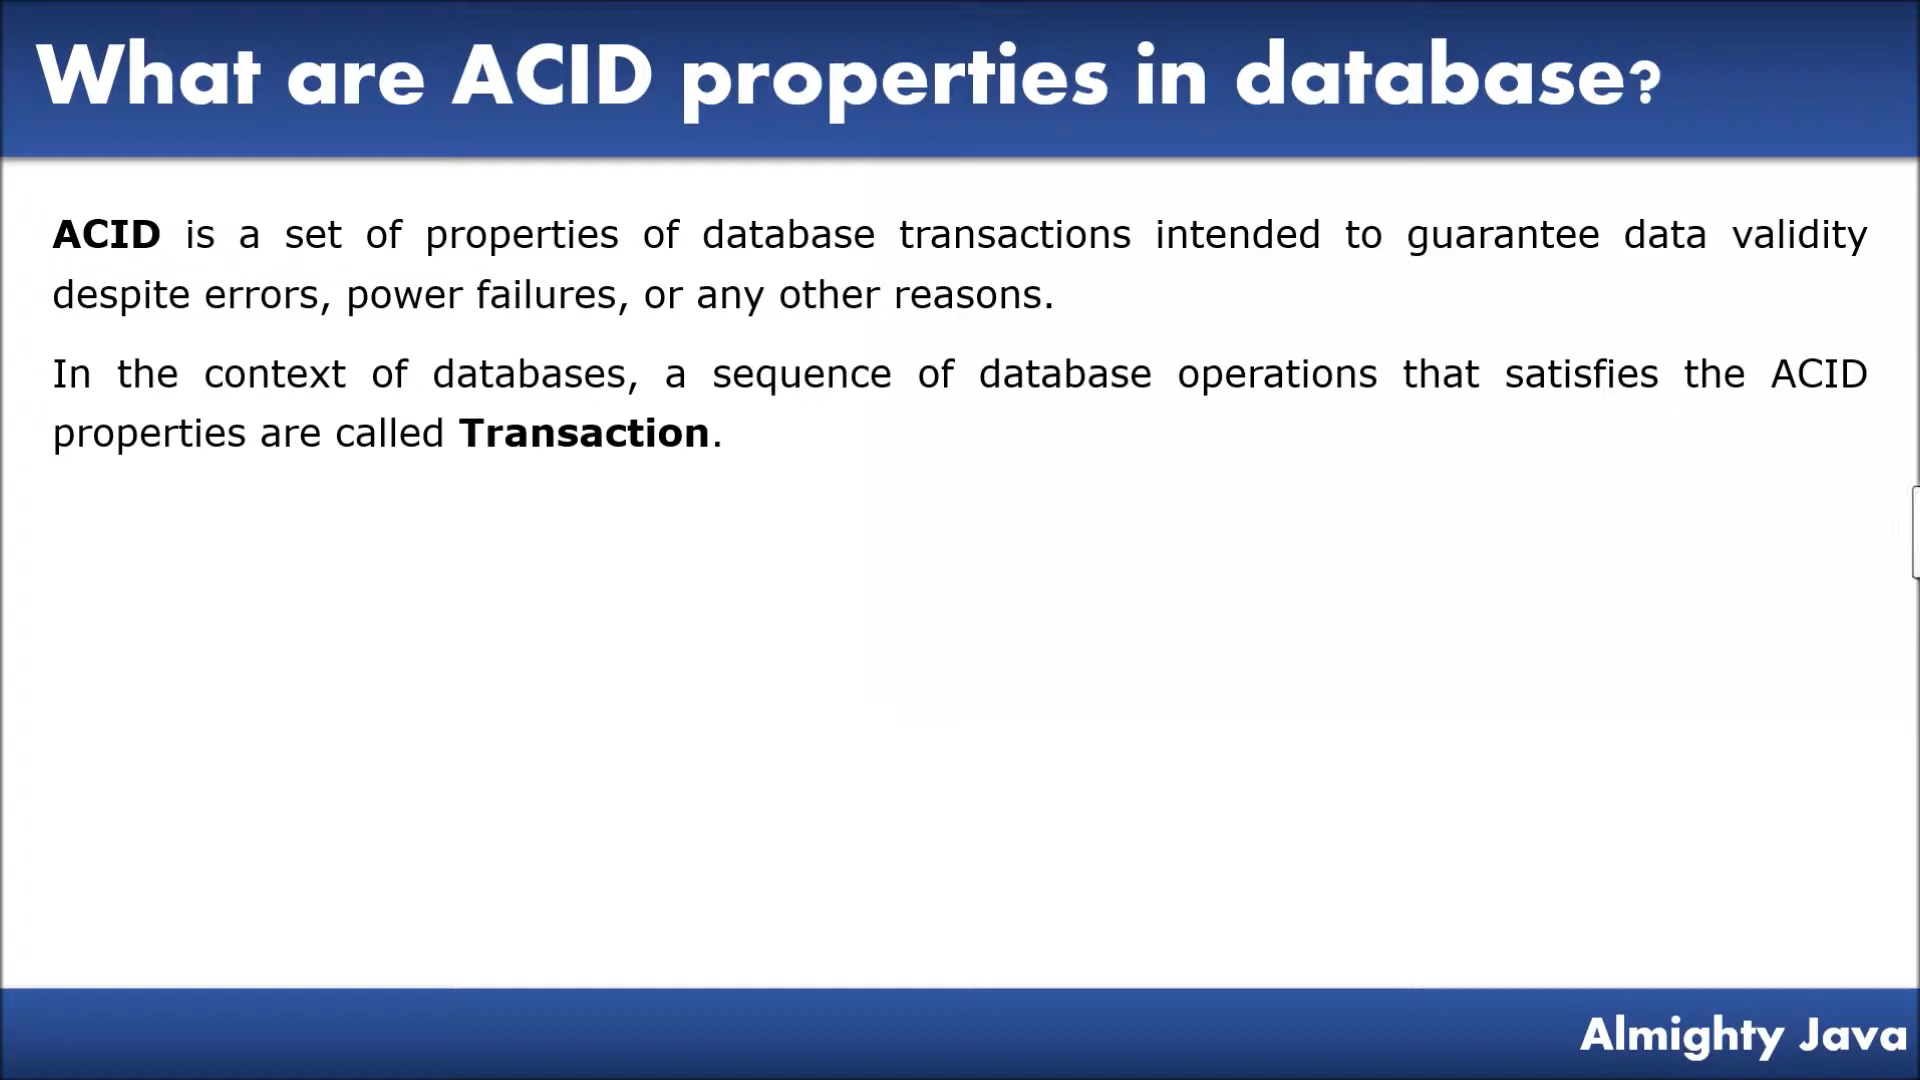 What are ACID properties in database?
ACID is a set of properties of database transactions intended to guarantee data validity
despite errors, power failures, or any other reasons.
In the context of databases, a sequence of database operations that satisfies the ACID
properties are called Transaction.
Almighty Java